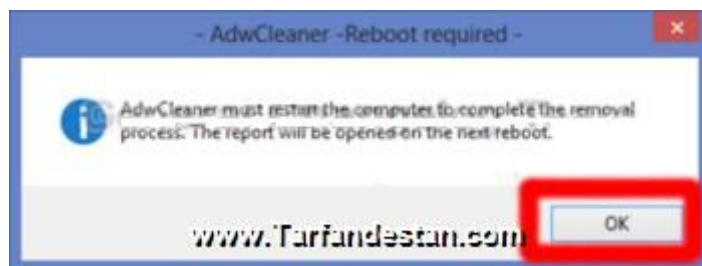 - AdwCleaner -Reboot required -
AdwCleaner must restart the computer to complete the removal
process. The report will be opened on the next reboot.
OK
www.Tarfandestan.com